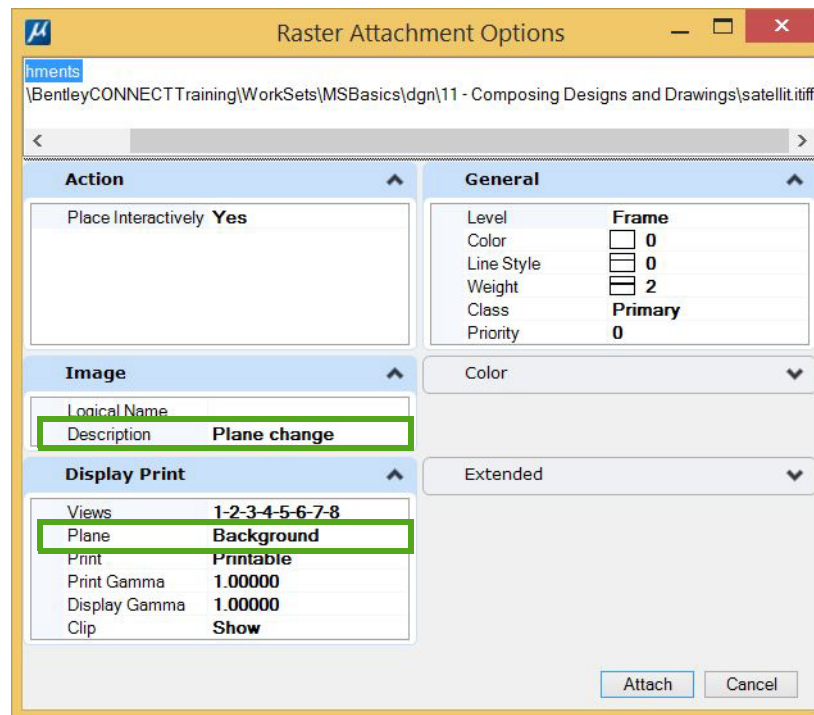 Raster Attachment Options
hments
\BentleyCONNECTTraining\WorkSets\MSBasics\dgn\11 - Composing Designs and Drawings\satellit.itiff
Action
Place Interactively Yes
General
Level Frame
Color 0
Line Style 0
Weight 2
Class Primary
Priority 0
Image
Logical Name
Description Plane change
Color
Display Print
Views 1-2-3-4-5-6-7-8
Plane Background
Print Printable
Print Gamma 1.00000
Display Gamma 1.00000
Clip Show
Extended
Attach Cancel